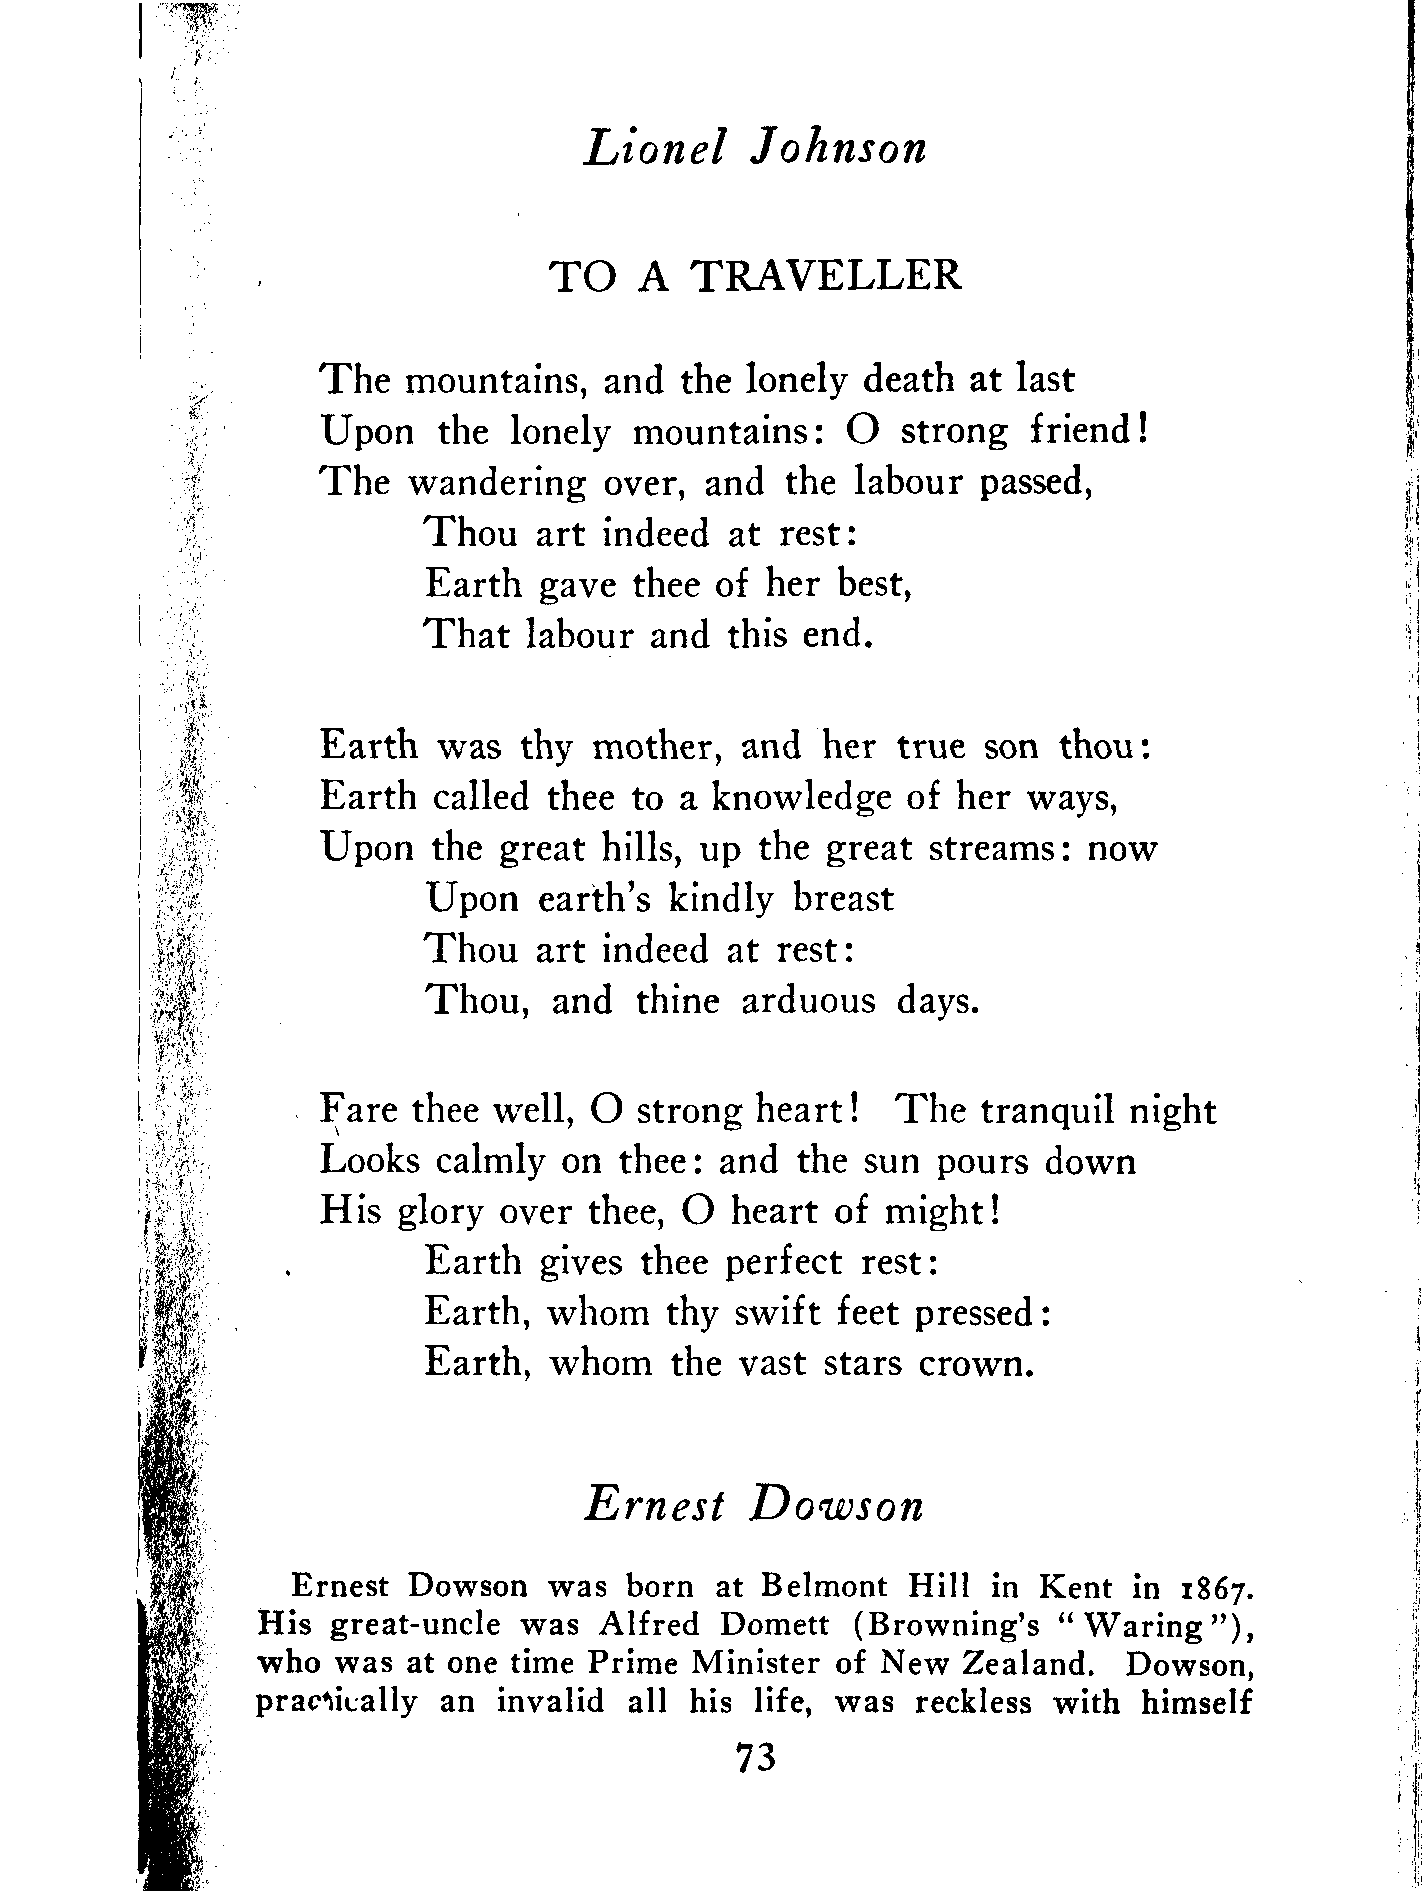 Lionel Johnson
TO A TRAVELLER
The mountains, and the lonely death at last
Upon the lonely mountains: O strong friend!
The wandering over, and the labour passed,
Thou art indeed at rest:
Earth gave thee of her best,
That labour and this end.
Earth was thy mother, and her true son thou:
Earth called thee to a knowledge of her ways,
Upon the great hills, up the great streams: now
Upon earth's kindly breast
Thou art indeed at rest:
Thou, and thine arduous days.
Fare thee well, O strong heart! The tranquil night
Looks calmly on thee: and the sun pours down
His glory over thee, O heart of might!
Earth gives thee perfect rest:
Earth, whom thy swift feet pressed:
Earth, whom the vast stars crown.
Ernest Dowson
Ernest Dowson was born at Belmont Hill in Kent in 1867.
His great-uncle was Alfred Domett (Browning's "Waring"),
who was at one time Prime Minister of New Zealand. Dowson,
practically an invalid all his life, was reckless with himself
73